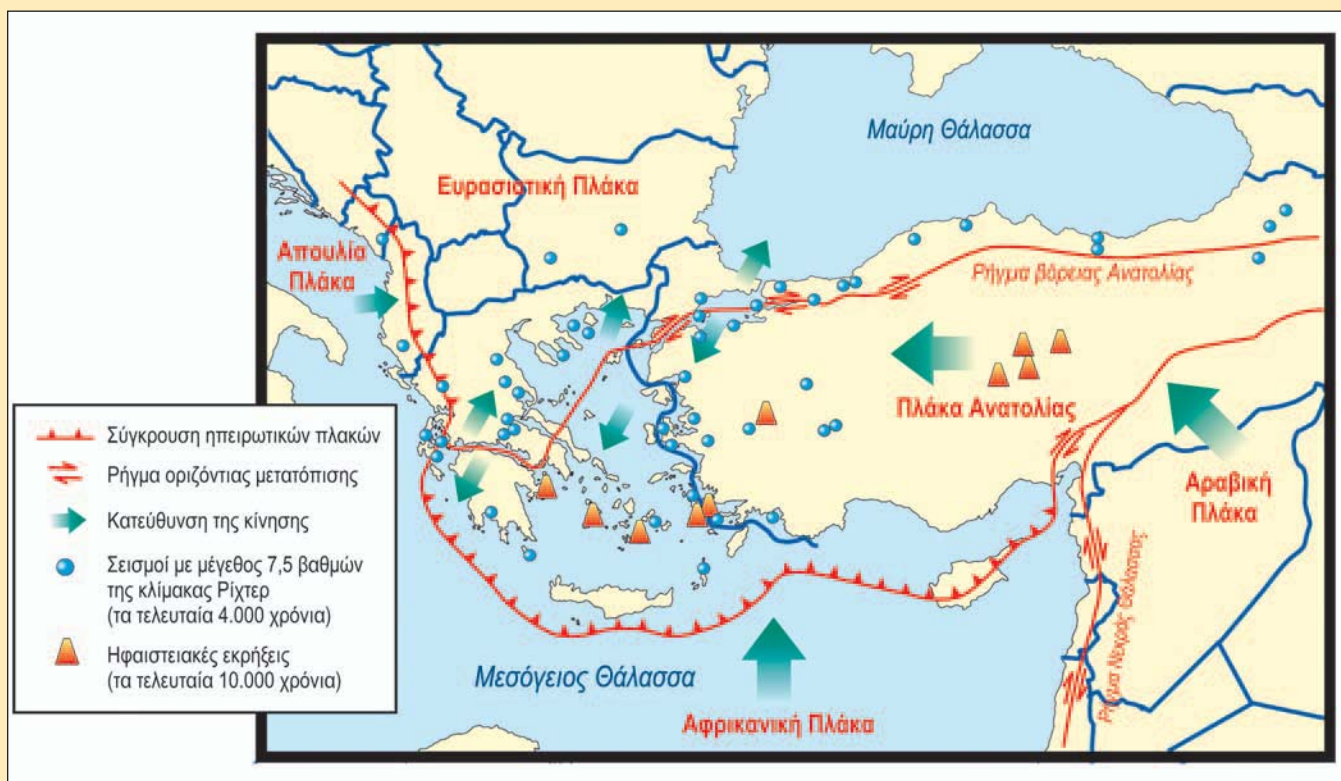 Μαύρη Θάλασσα
Ευρασιατική Πλάκα
Απουλία
Πλάκα
Ρήγμα βόρειας Ανατολίας
Πλάκα Ανατολίας
Αραβική
Πλάκα
Ρήγμα Νεκράς Θάλασσας
Μεσόγειος Θάλασσα
Αφρικανική Πλάκα
Σύγκρουση ηπειρωτικών πλακών
Ρήγμα οριζόντιας μετατόπισης
Κατεύθυνση της κίνησης
Σεισμοί με μέγεθος 7,5 βαθμών
της κλίμακας Ρίχτερ
(τα τελευταία 4.000 χρόνια)
Ηφαιστειακές εκρήξεις
(τα τελευταία 10.000 χρόνια)